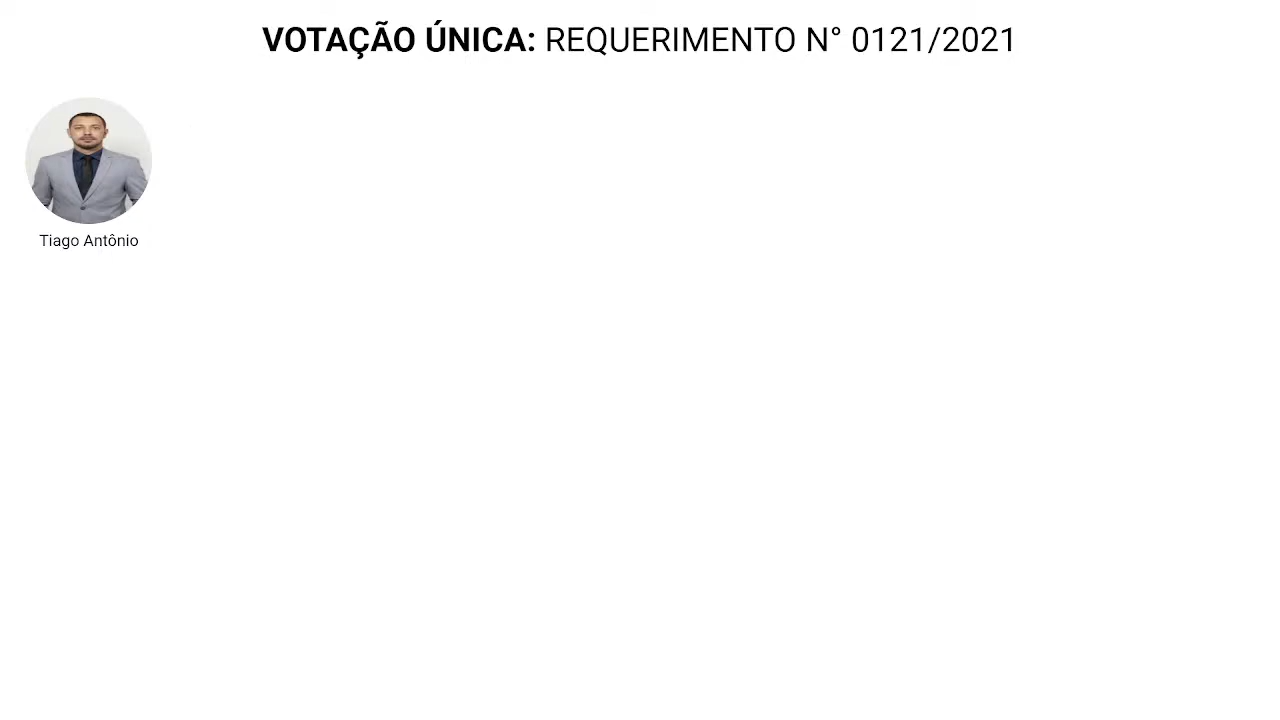 VOTAÇÃO ÚNICA: REQUERIMENTO N° 0121/2021
Tiago Antônio